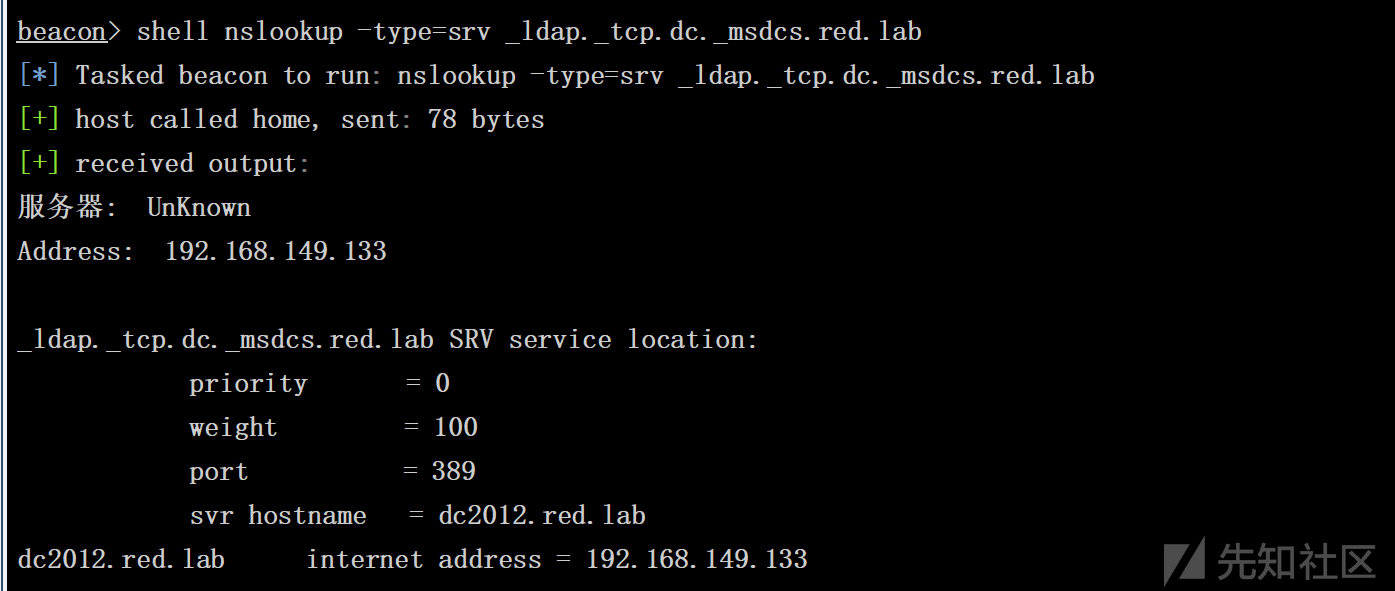 beacon> shell nslookup -type=srv _ldap._tcp.dc._msdcs.red.lab
[*] Tasked beacon to run: nslookup -type=srv _ldap._tcp.dc._msdcs.red.lab
[+] host called home, sent: 78 bytes
[+] received output:
服务器:  UnKnown
Address:  192.168.149.133

_ldap._tcp.dc._msdcs.red.lab SRV service location:
          priority       = 0
          weight         = 100
          port           = 389
          svr hostname   = dc2012.red.lab
dc2012.red.lab     internet address = 192.168.149.133
先知社区